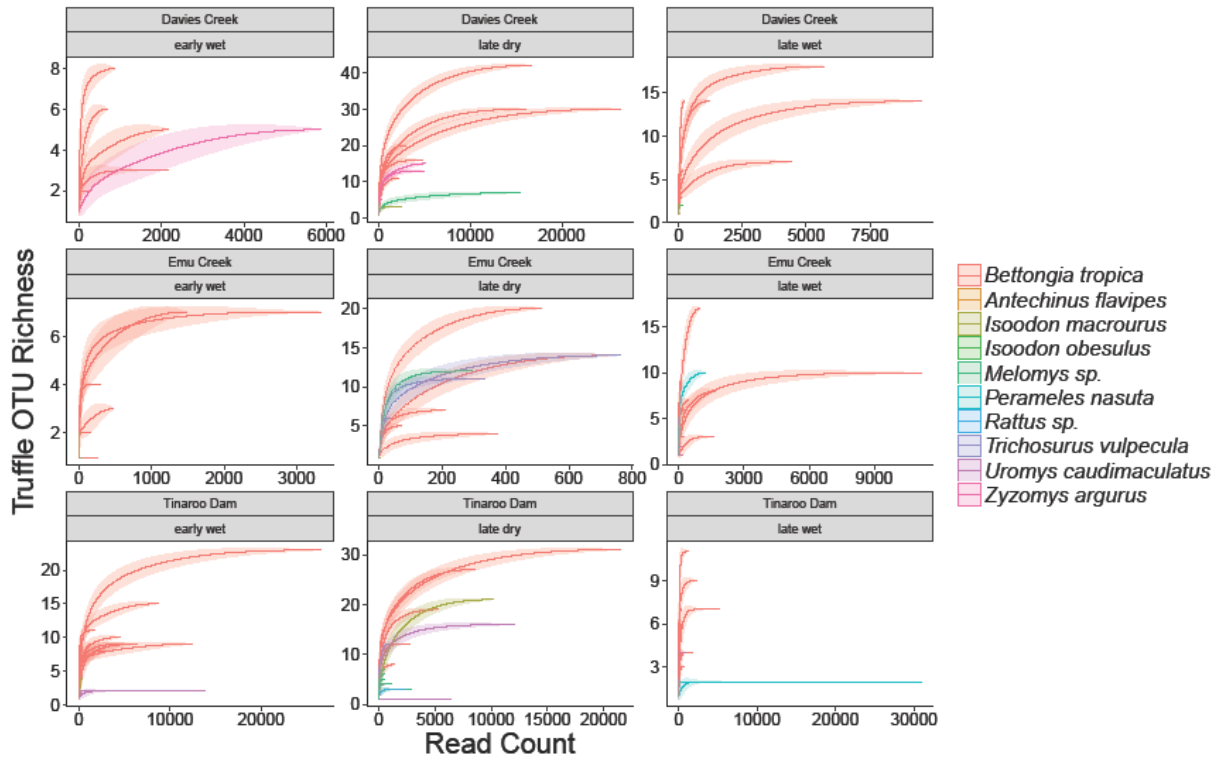 Davies Creek
early wet
8
6
4
2
0 2000 4000 6000
Davies Creek
late dry
40
30
20
10
0
0 10000 20000
Davies Creek
late wet
15
10
5
0
0 2500 5000 7500
Emu Creek
early wet
6
4
2
0 1000 2000 3000
Emu Creek
late dry
20
15
10
5
0 200 400 600 800
Emu Creek
late wet
15
10
5
0
0 3000 6000 9000
Tinaroo Dam
early wet
20
15
10
5
0
0 10000 20000
Tinaroo Dam
late dry
30
20
10
0
0 5000 10000 15000 20000
Tinaroo Dam
late wet
9
6
3
0 10000 20000 30000
Truffle OTU Richness
Read Count
Bettongia tropica
Antechinus flavipes
Isoodon macrourus
Isoodon obesulus
Melomys sp.
Perameles nasuta
Rattus sp.
Trichosurus vulpecula
Uromys caudimaculatus
Zyzomys argurus